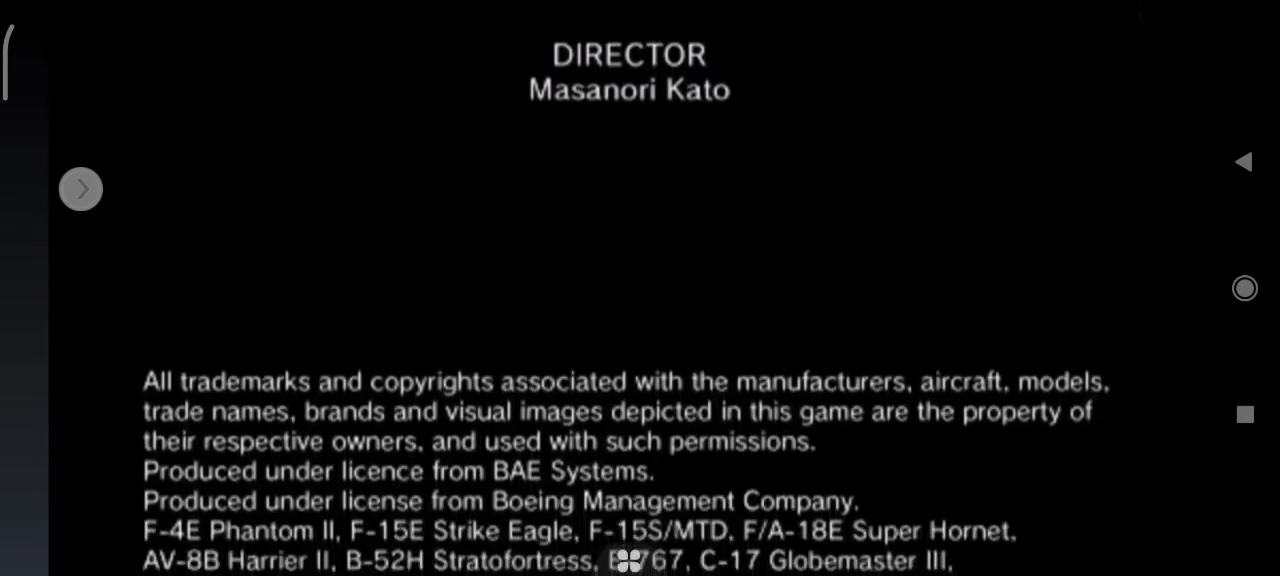 DIRECTOR
Masanori Kato
All trademarks and copyrights associated with the manufacturers, aircraft, models,
trade names, brands and visual images depicted in this game are the property of
their respective owners, and used with such permissions.
Produced under licence from BAE Systems.
Produced under license from Boeing Management Company.
F-4E Phantom II, F-15E Strike Eagle, F-15S/MTD, F/A-18E Super Hornet,
AV-8B Harrier II, B-52H Stratofortress, 767, C-17 Globemaster III,